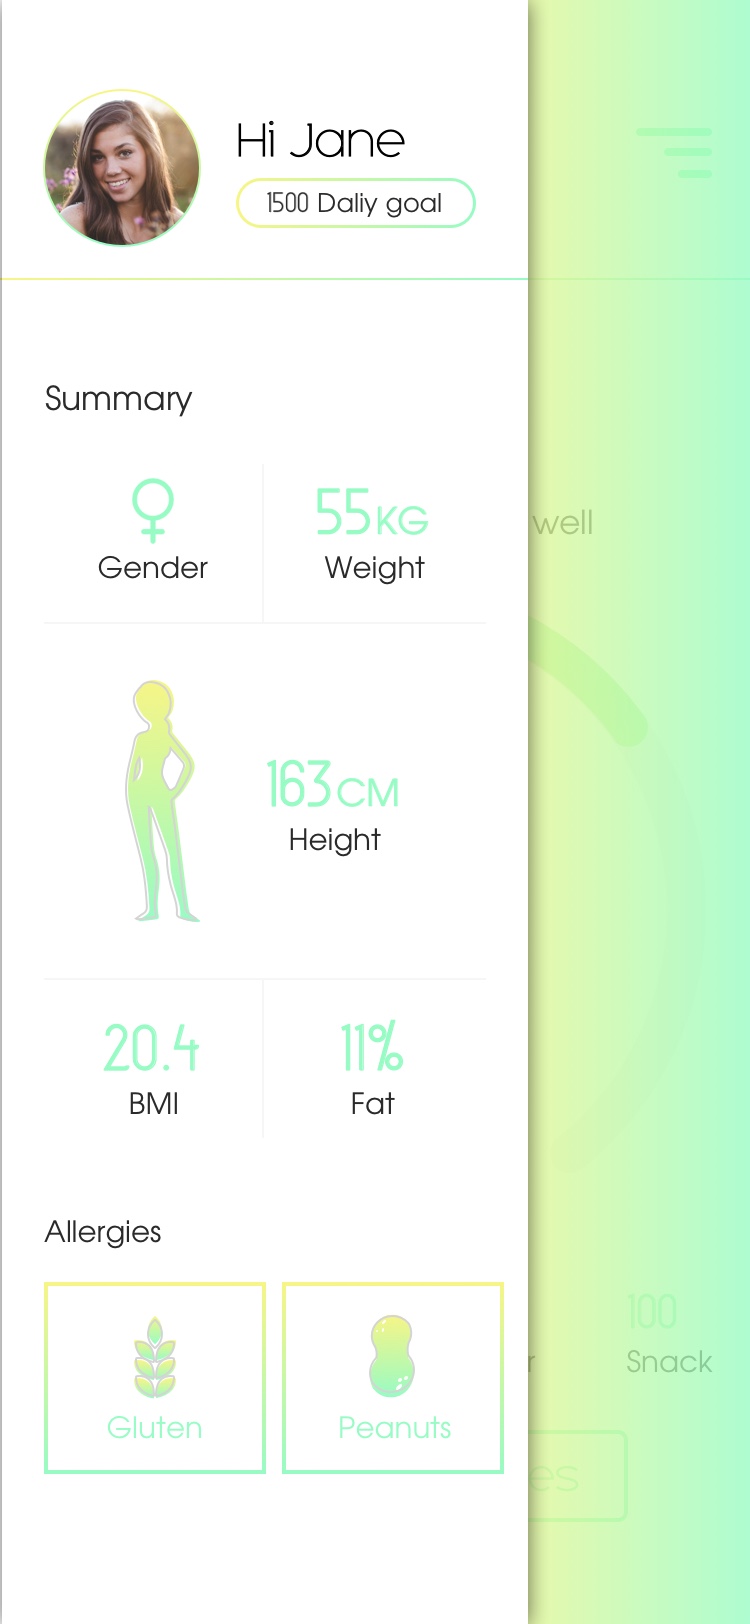 Hi Jane
1500 Daliy goal
Summary
Gender
55KG
Weight
163CM
Height
20.4
BMI
11%
Fat
Allergies
Gluten
Peanuts
well
100
Snack